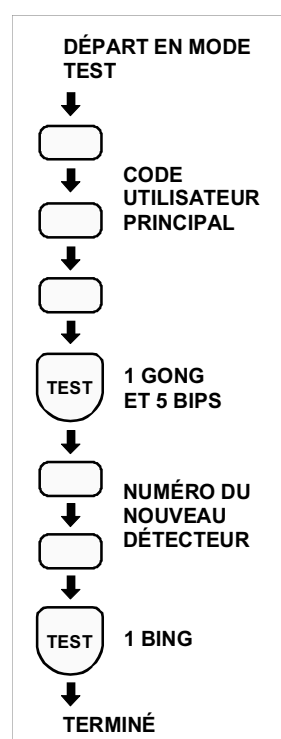 DÉPART EN MODE
TEST
CODE
UTILISATEUR
PRINCIPAL
TEST
1 GONG
ET 5 BIPS
NUMÉRO DU
NOUVEAU
DÉTECTEUR
TEST
1 BING
TERMINÉ